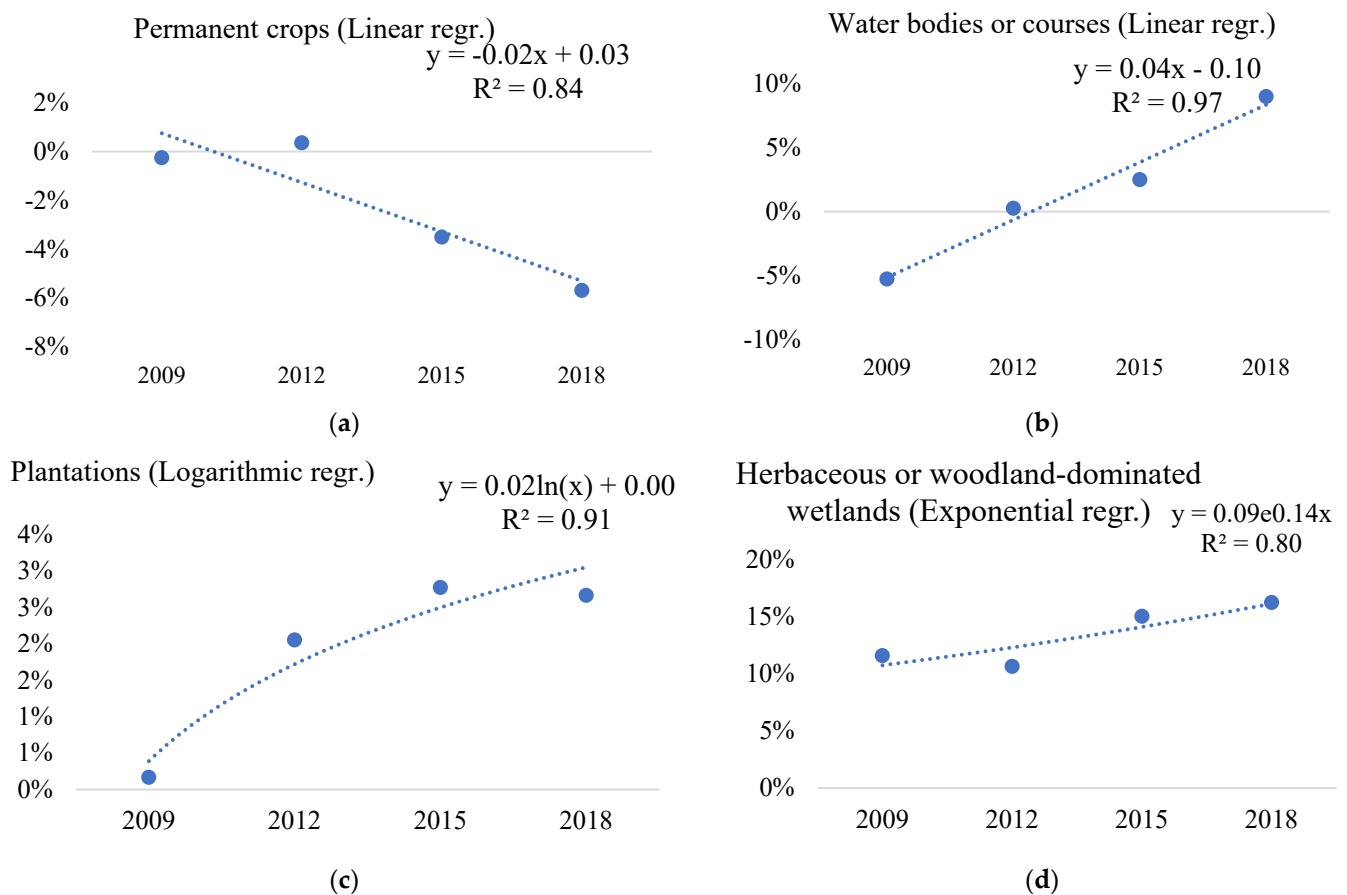 Permanent crops (Linear regr.)
y = -0.02x + 0.03
R² = 0.84
2%
0%
-2%
-4%
-6%
-8%
2009 2012 2015 2018
(a)
Water bodies or courses (Linear regr.)
y = 0.04x - 0.10
R² = 0.97
10%
5%
0%
-5%
-10%
2009 2012 2015 2018
(b)
Plantations (Logarithmic regr.)
y = 0.02ln(x) + 0.00
R² = 0.91
4%
3%
3%
2%
2%
1%
1%
0%
2009 2012 2015 2018
(c)
Herbaceous or woodland-dominated
wetlands (Exponential regr.)
y = 0.09e0.14x
R² = 0.80
20%
15%
10%
5%
0%
2009 2012 2015 2018
(d)